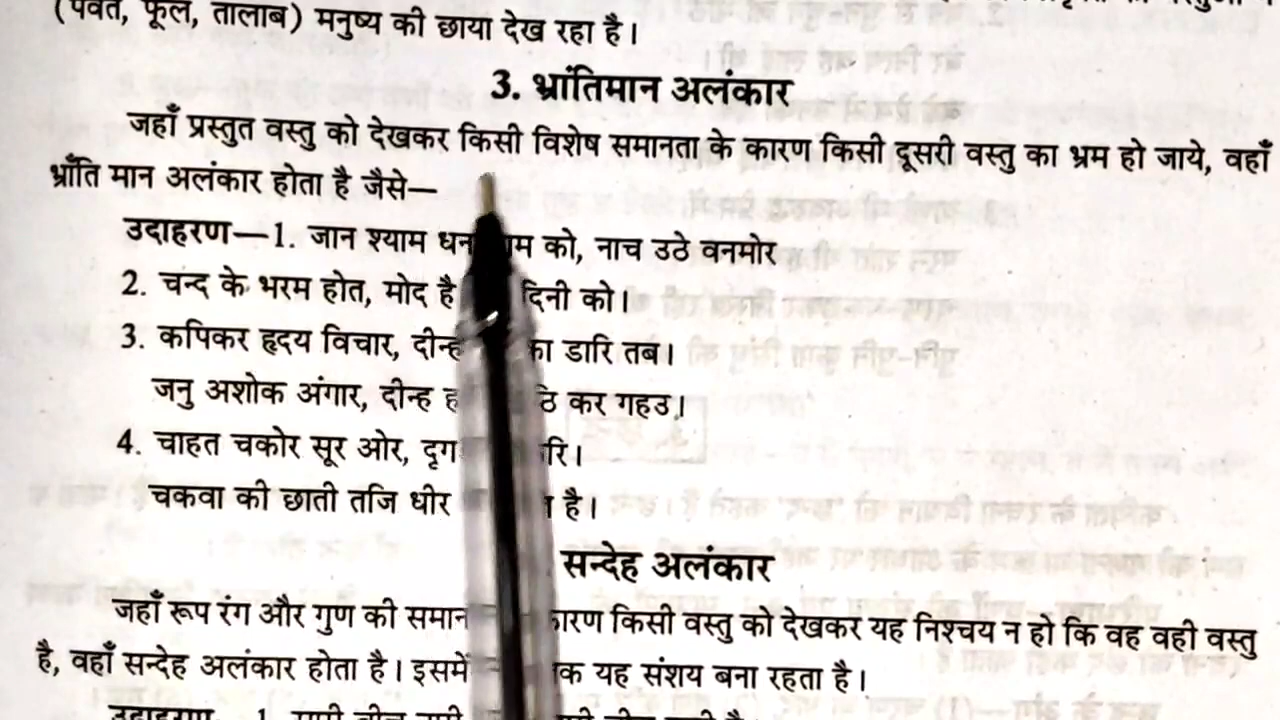 (पर्वत, फूल, तालाब) मनुष्य की छाया देख रहा है।
3. भ्रांतिमान अलंकार
जहाँ प्रस्तुत वस्तु को देखकर किसी विशेष समानता के कारण किसी दूसरी वस्तु का भ्रम हो जाये, वहाँ
भ्राँति मान अलंकार होता है जैसे—
उदाहरण—1. जान श्याम को, नाच उठे वनमोर
2. चन्द के भरम होत, मोद है को।
3. कपिकर हृदय विचार, दीन्ह डारि तब।
जनु अशोक अंगार, दीन्ह कर गहउ।
4. चाहत चकोर सूर ओर, दृग
चकवा की छाती तजि धीर है।
सन्देह अलंकार
जहाँ रूप रंग और गुण की कारण किसी वस्तु को देखकर यह निश्चय न हो कि वह वही वस्तु
है, वहाँ सन्देह अलंकार होता है। इसमें यह संशय बना रहता है।
उदाहरण 1.